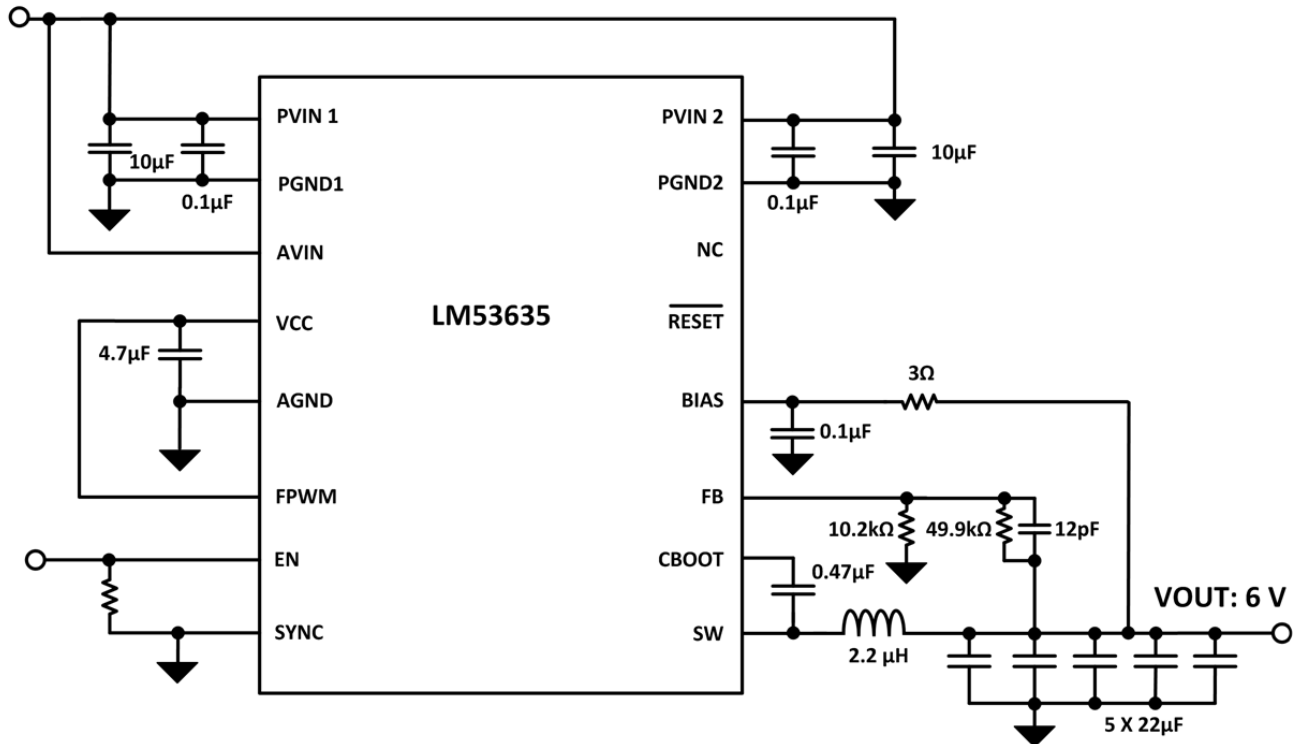 PVIN 1
PVIN 2
10µF
10µF
PGND1
PGND2
0.1µF
0.1µF
AVIN
NC
LM53635
RESET
VCC
4.7µF
3Ω
AGND
BIAS
0.1µF
FPWM
FB
10.2kΩ
49.9kΩ
12pF
EN
CBOOT
0.47µF
VOUT: 6 V
SYNC
SW
2.2 µH
5 X 22µF